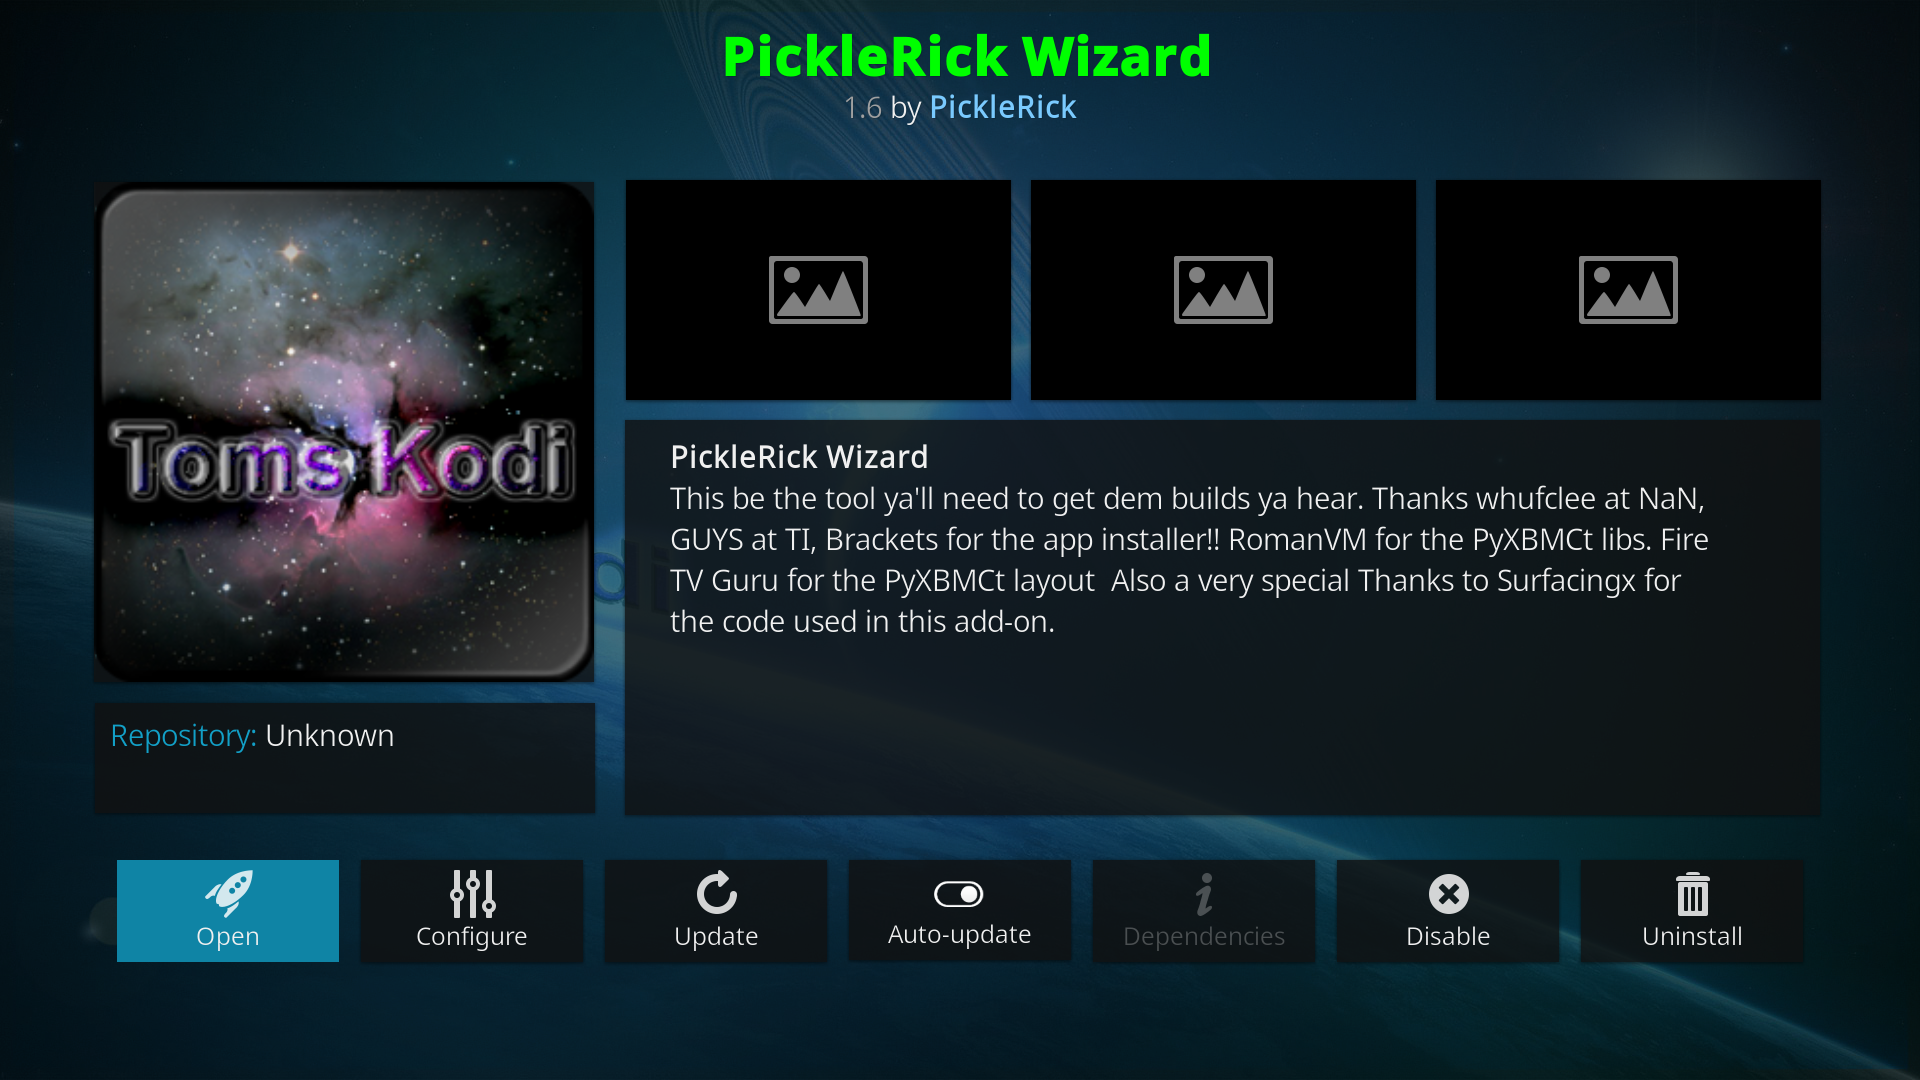 PickleRick Wizard
1.6 by PickleRick
Toms Kodi
PickleRick Wizard
This be the tool ya'll need to get dem builds ya hear. Thanks whufclee at NaN,
GUYS at TI, Brackets for the app installer!! RomanVM for the PyXBMCt libs. Fire
TV Guru for the PyXBMCt layout  Also a very special Thanks to Surfacingx for
the code used in this add-on.
Repository: Unknown
Open
Configure
Update
Auto-update
Dependencies
Disable
Uninstall